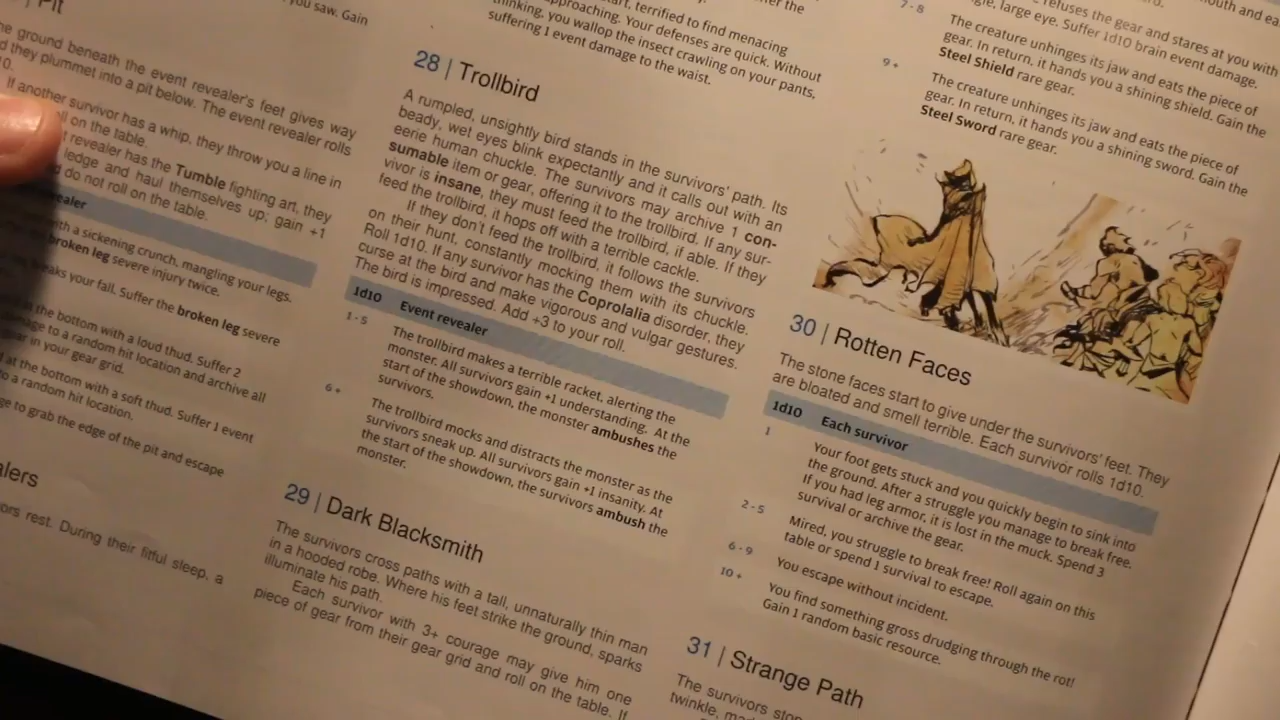 Pit
he ground beneath the event revealer's feet gives way
d they plummet into a pit below. The event revealer rolls
10.
If another survivor has a whip, they throw you a line in
ll on the table.
revealer has the Tumble fighting art, they
ledge and haul themselves up; gain +1
d do not roll on the table.
ealer
th a sickening crunch, mangling your legs.
broken leg severe injury twice.
eaks your fall. Suffer the broken leg severe
the bottom with a loud thud. Suffer 2
mage to a random hit location and archive all
ear in your gear grid.
at the bottom with a soft thud. Suffer 1 event
to a random hit location.
ge to grab the edge of the pit and escape
alers
ors rest. During their fitful sleep, a
you saw. Gain
terrified to find menacing
approaching. Your defenses are quick. Without
thinking, you wallop the insect crawling on your pants,
suffering 1 event damage to the waist.
28 | Trollbird
A rumpled, unsightly bird stands in the survivors' path. Its
beady, wet eyes blink expectantly and it calls out with an
eerie human chuckle. The survivors may archive 1 con-
sumable item or gear, offering it to the trollbird. If any sur-
vivor is insane, they must feed the trollbird, if able. If they
feed the trollbird, it hops off with a terrible cackle.
If they don't feed the trollbird, it follows the survivors
on their hunt, constantly mocking them with its chuckle.
Roll 1d10. If any survivor has the Coprolalia disorder, they
curse at the bird and make vigorous and vulgar gestures.
The bird is impressed. Add +3 to your roll.
1d10 Event revealer
1 - 5 The trollbird makes a terrible racket, alerting the
monster. All survivors gain +1 understanding. At the
start of the showdown, the monster ambushes the
survivors.
6+ The trollbird mocks and distracts the monster as the
survivors sneak up. All survivors gain +1 insanity. At
the start of the showdown, the survivors ambush the
monster.
29 | Dark Blacksmith
The survivors cross paths with a tall, unnaturally thin man
in a hooded robe. Where his feet strike the ground, sparks
illuminate his path.
Each survivor with 3+ courage may give him one
piece of gear from their gear grid and roll on the table. If
refuses the gear and stares at you with
large eye. Suffer 1d10 brain event damage.
7 - 8 The creature unhinges its jaw and eats the piece of
gear. In return, it hands you a shining shield. Gain the
Steel Shield rare gear.
9+ The creature unhinges its jaw and eats the piece of
gear. In return, it hands you a shining sword. Gain the
Steel Sword rare gear.
30 | Rotten Faces
The stone faces start to give under the survivors' feet. They
are bloated and smell terrible. Each survivor rolls 1d10.
1d10 Each survivor
1 Your foot gets stuck and you quickly begin to sink into
the ground. After a struggle you manage to break free.
If you had leg armor, it is lost in the muck. Spend 3
survival or archive the gear.
2 - 5 Mired, you struggle to break free! Roll again on this
table or spend 1 survival to escape.
6 - 9 You escape without incident.
10+ You find something gross drudging through the rot!
Gain 1 random basic resource.
31 | Strange Path
The survivors
twinkle,